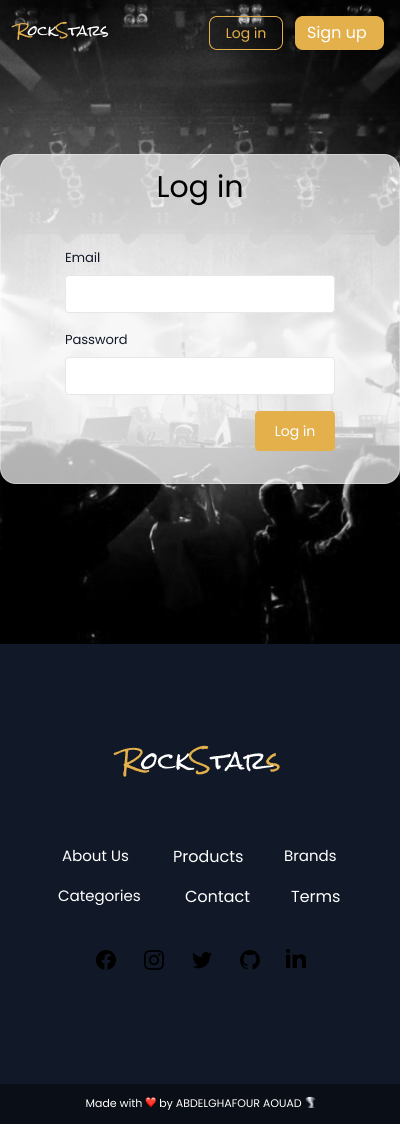 RockStars
Log in
Sign up
Log in
Email
Password
Log in
RockStars
About Us
Products
Brands
Categories
Contact
Terms
Made with ❤️ by ABDELGHAFOUR AOUAD 🌪️